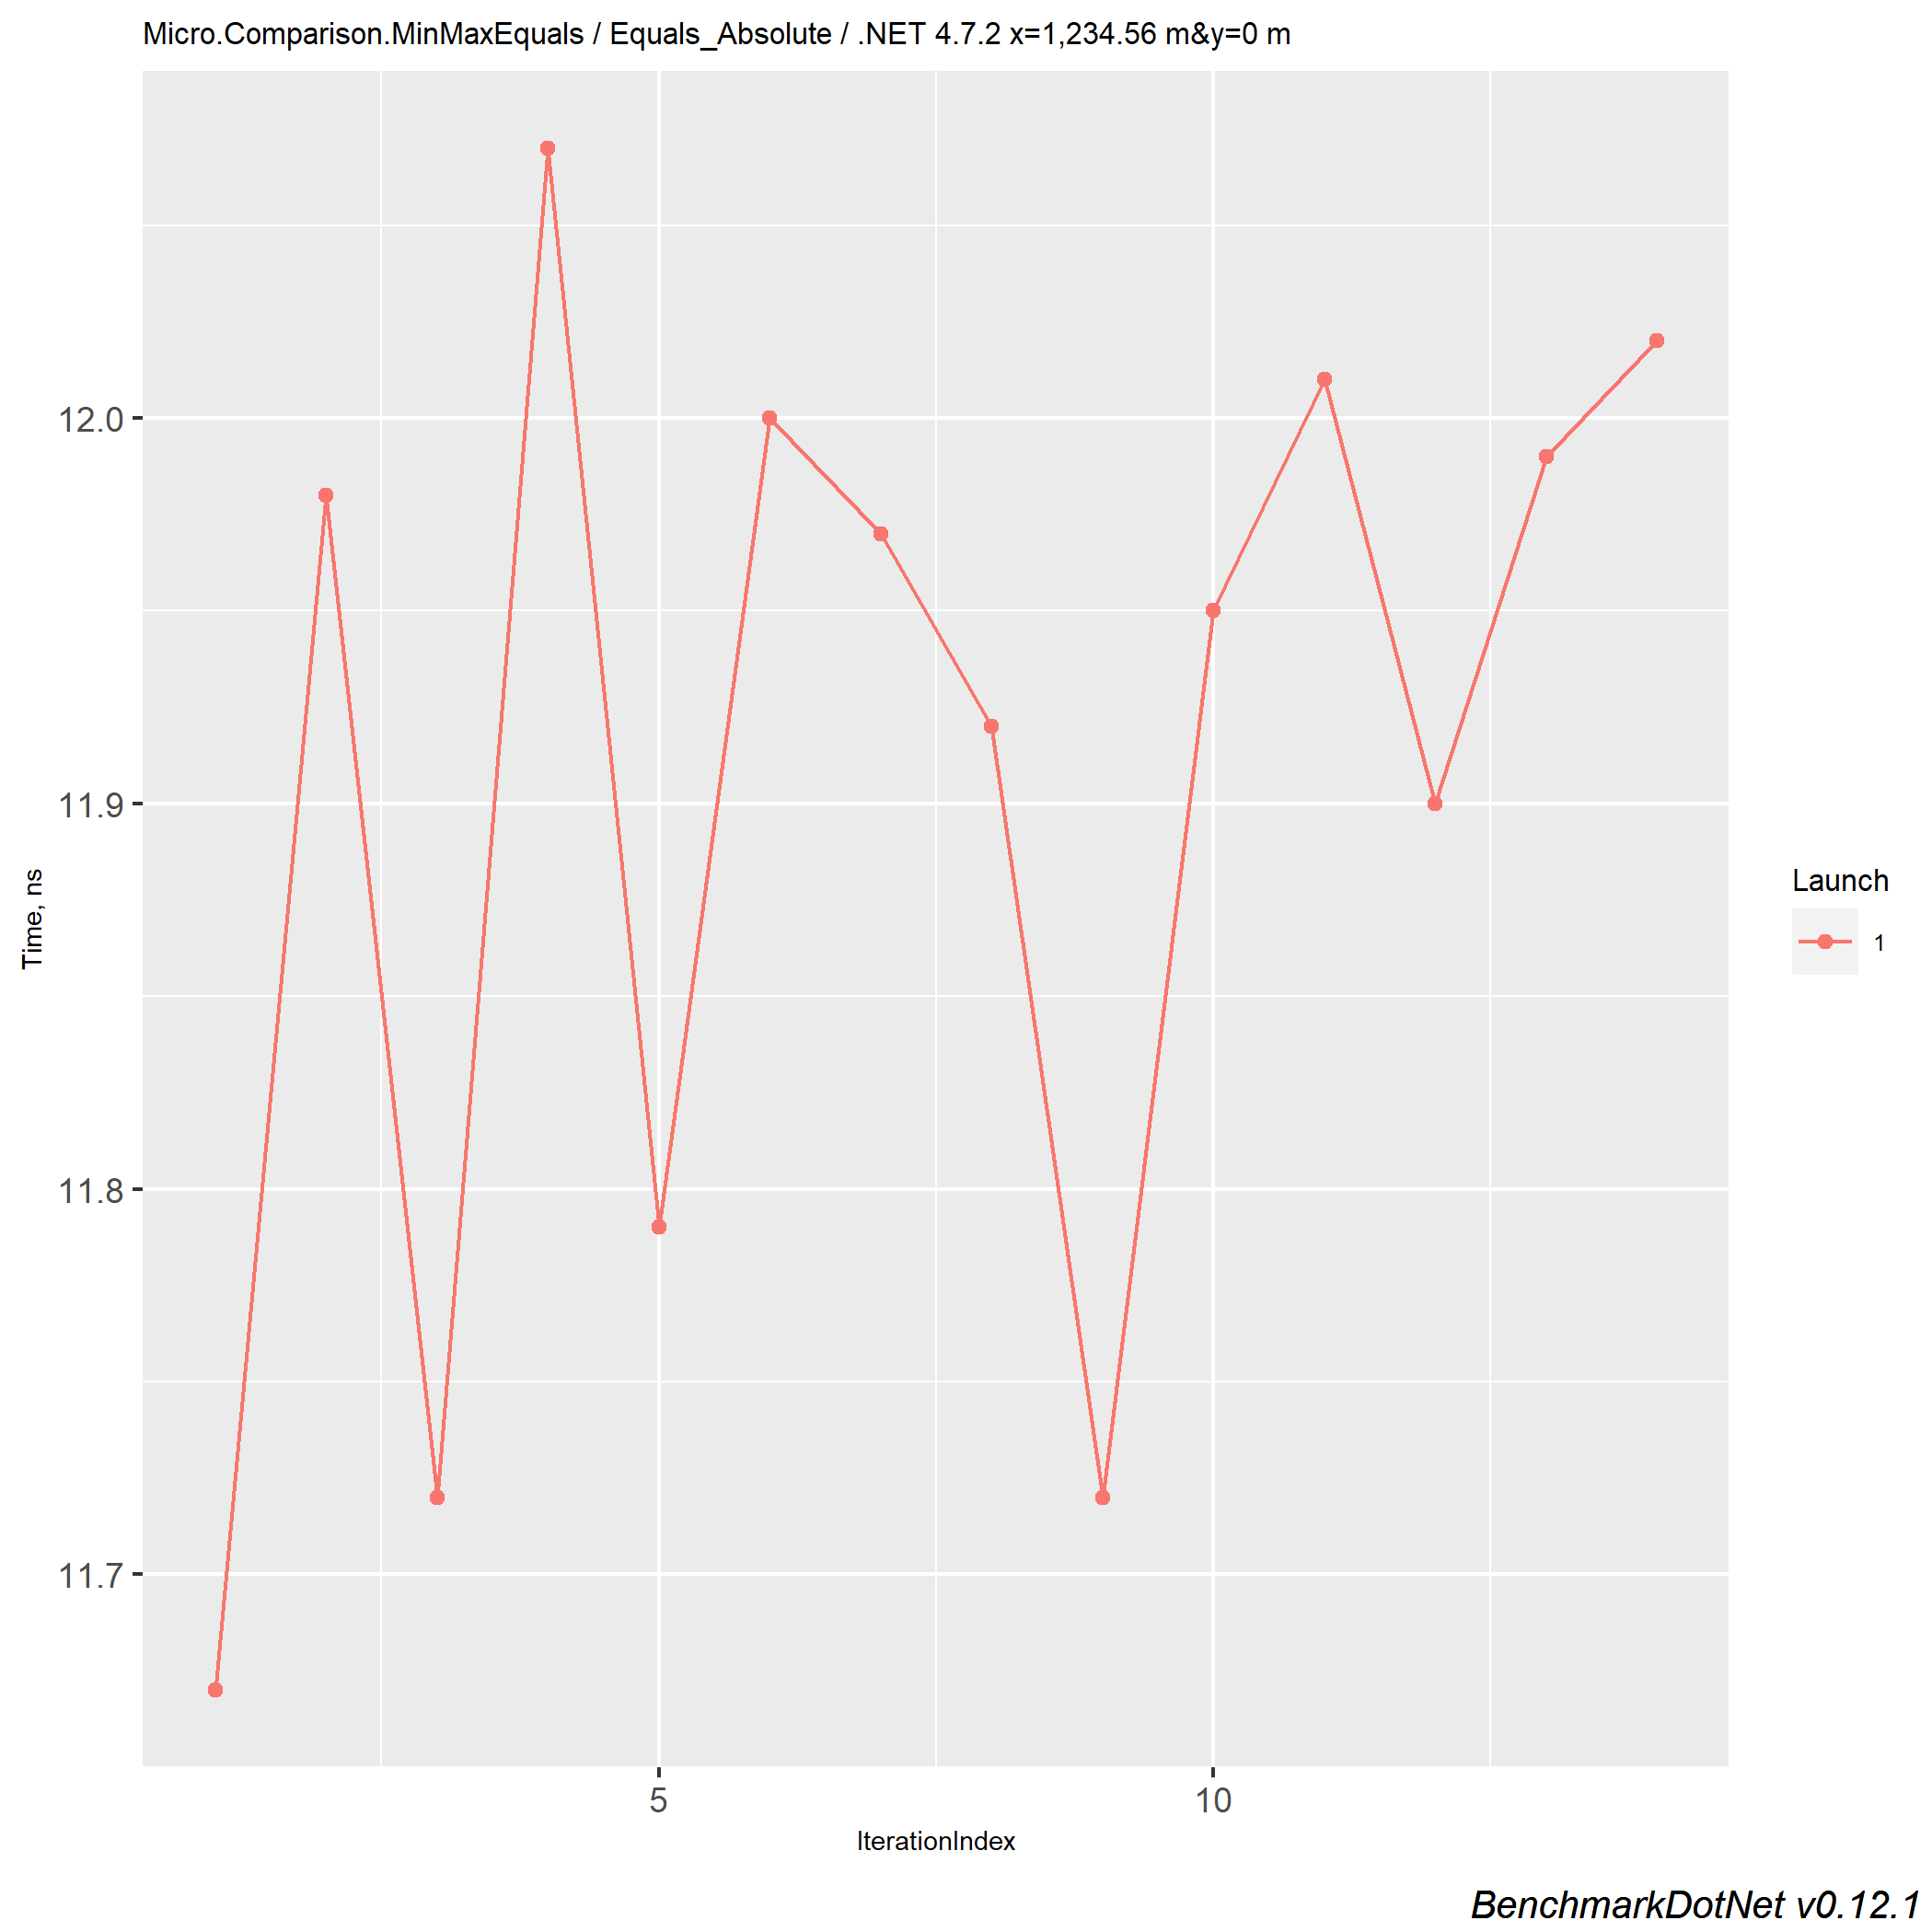 Micro.Comparison.MinMaxEquals / Equals_Absolute / .NET 4.7.2 x=1,234.56 m&y=0 m
12.0
11.9
11.8
11.7
Time, ns
5
10
IterationIndex
Launch
1
BenchmarkDotNet v0.12.1